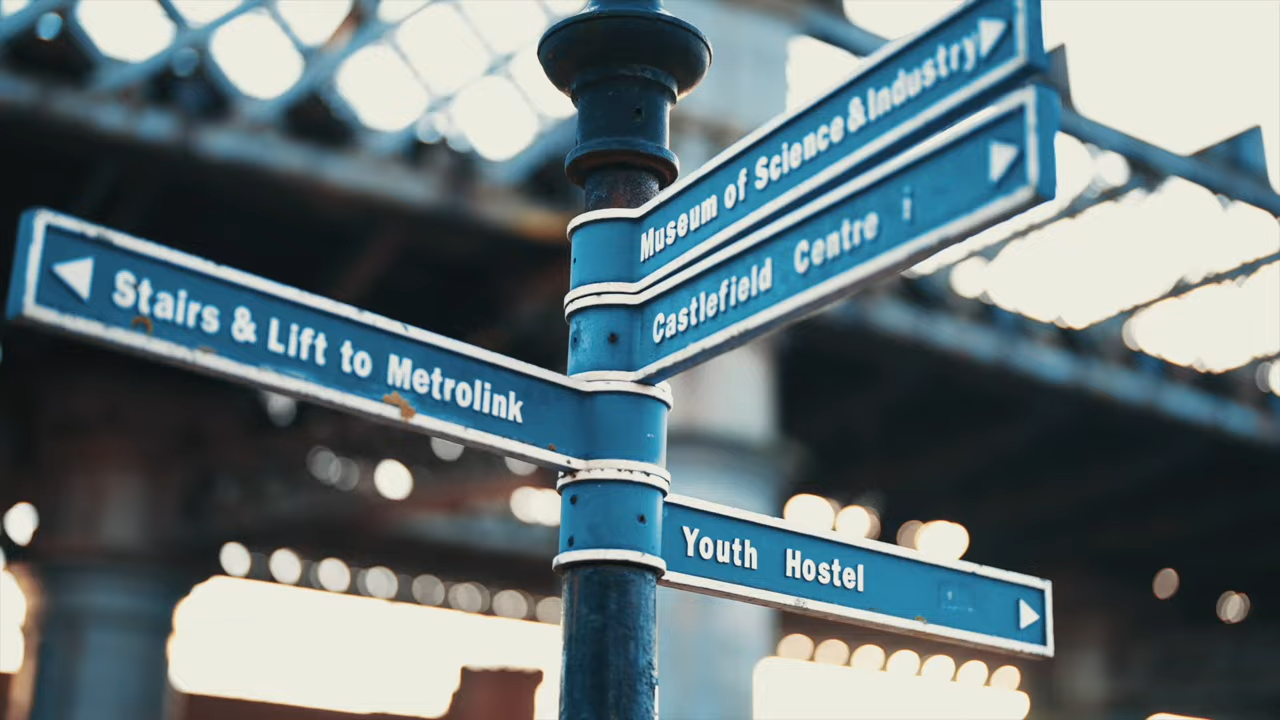 Museum of Science & Industry
Castlefield Centre i
Stairs & Lift to Metrolink
Youth Hostel